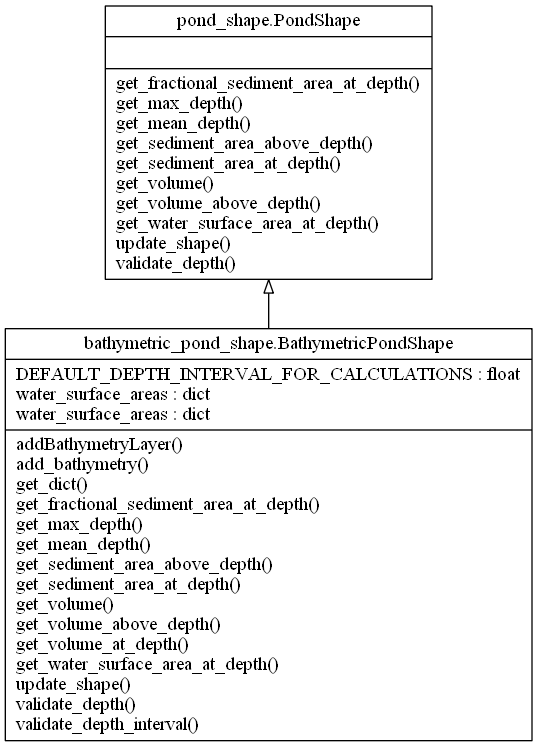 pond_shape.PondShape
get_fractional_sediment_area_at_depth()
get_max_depth()
get_mean_depth()
get_sediment_area_above_depth()
get_sediment_area_at_depth()
get_volume()
get_volume_above_depth()
get_water_surface_area_at_depth()
update_shape()
validate_depth()
bathymetric_pond_shape.BathymetricPondShape
DEFAULT_DEPTH_INTERVAL_FOR_CALCULATIONS : float
water_surface_areas : dict
water_surface_areas : dict
addBathymetryLayer()
add_bathymetry()
get_dict()
get_fractional_sediment_area_at_depth()
get_max_depth()
get_mean_depth()
get_sediment_area_above_depth()
get_sediment_area_at_depth()
get_volume()
get_volume_above_depth()
get_volume_at_depth()
get_water_surface_area_at_depth()
update_shape()
validate_depth()
validate_depth_interval()